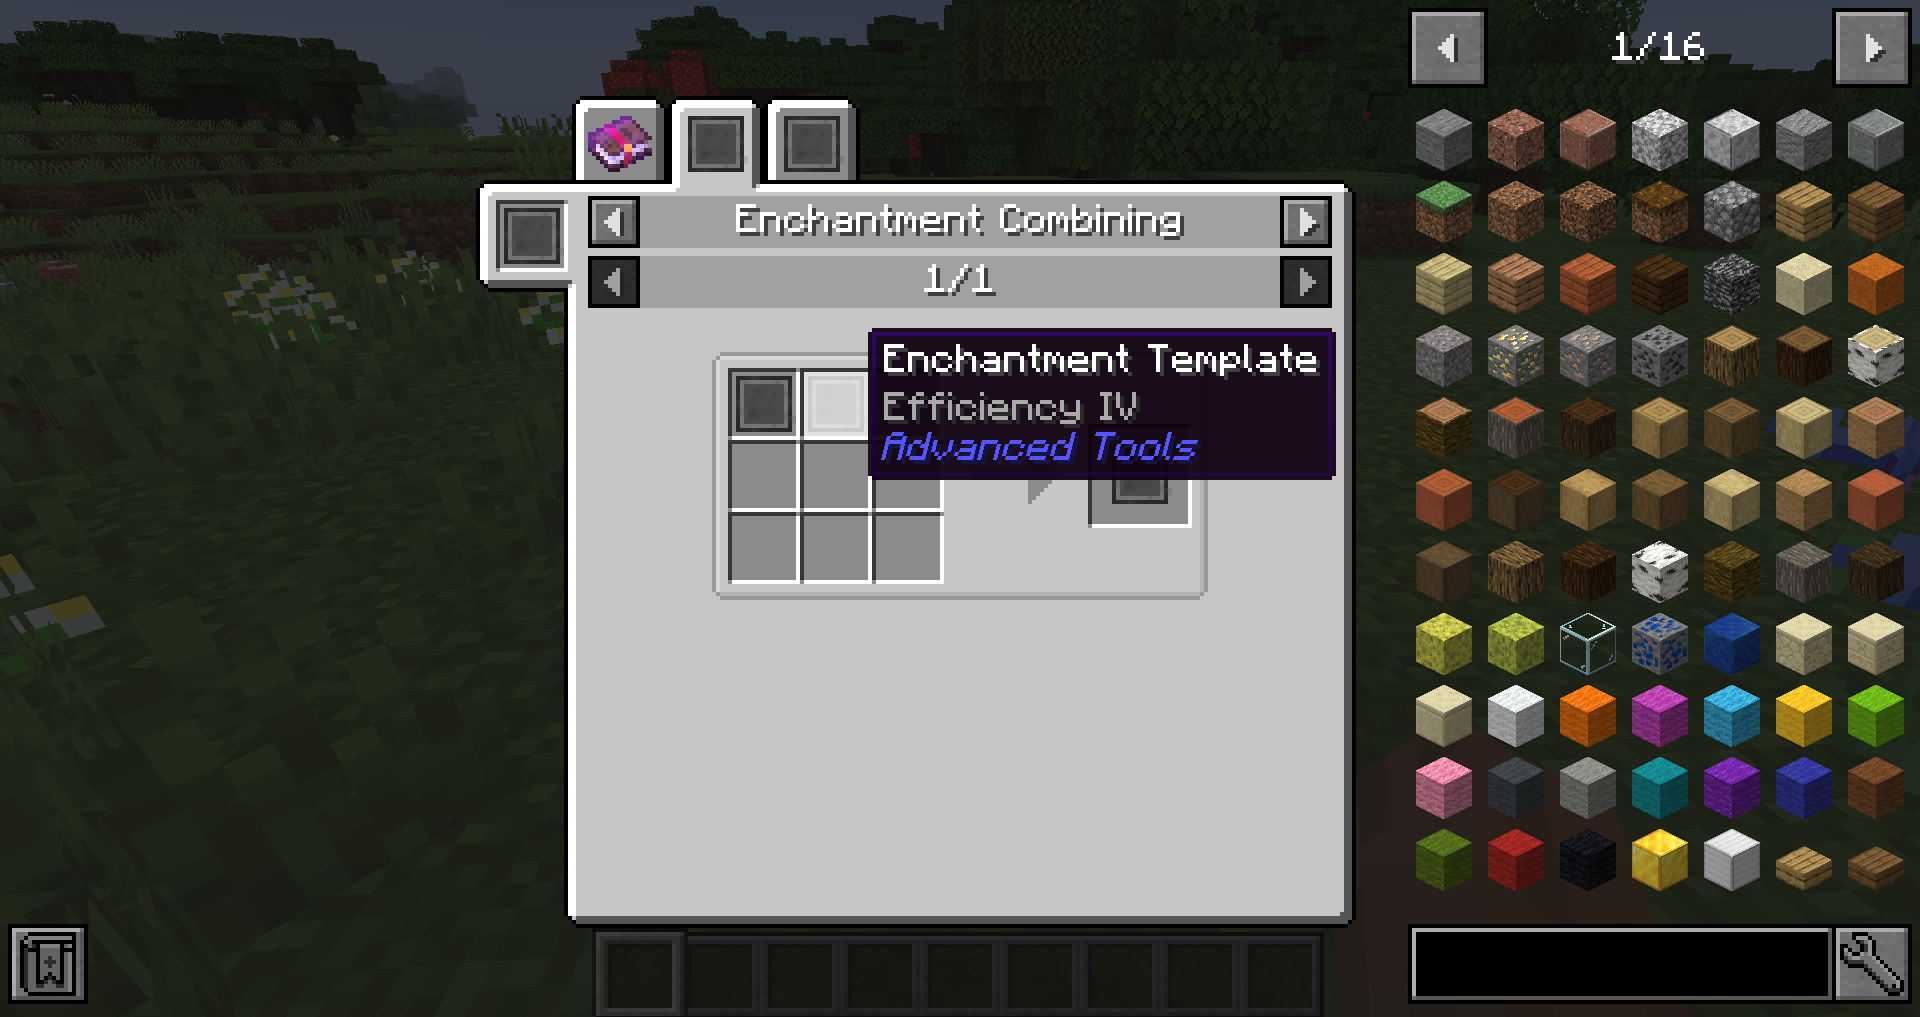 1/16
Enchantment Combining
1/1
Enchantment Template
Efficiency IV
Advanced Tools